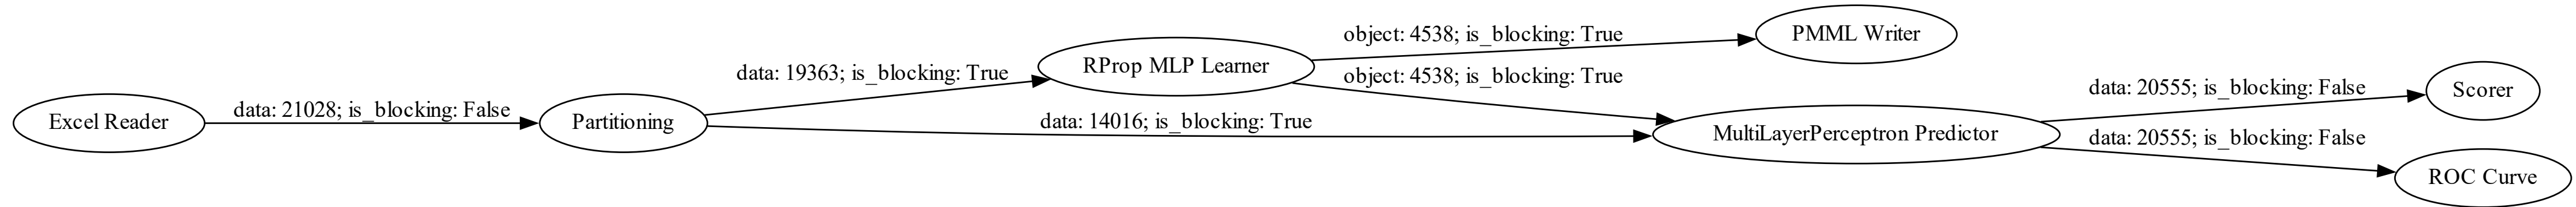 Excel Reader
data: 21028; is_blocking: False
Partitioning
data: 19363; is_blocking: True
data: 14016; is_blocking: True
RProp MLP Learner
object: 4538; is_blocking: True
object: 4538; is_blocking: True
PMML Writer
MultiLayerPerceptron Predictor
data: 20555; is_blocking: False
data: 20555; is_blocking: False
Scorer
ROC Curve